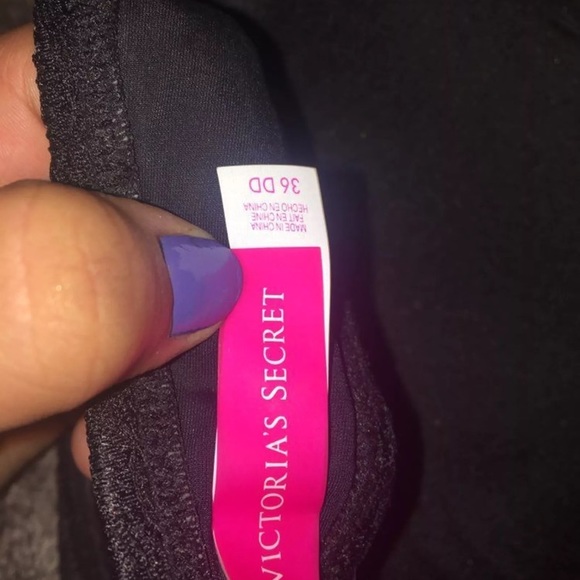 36 DD
MADE IN CHINA
FAIT EN CHINE
HECHO EN CHINA
VICTORIA'S SECRET